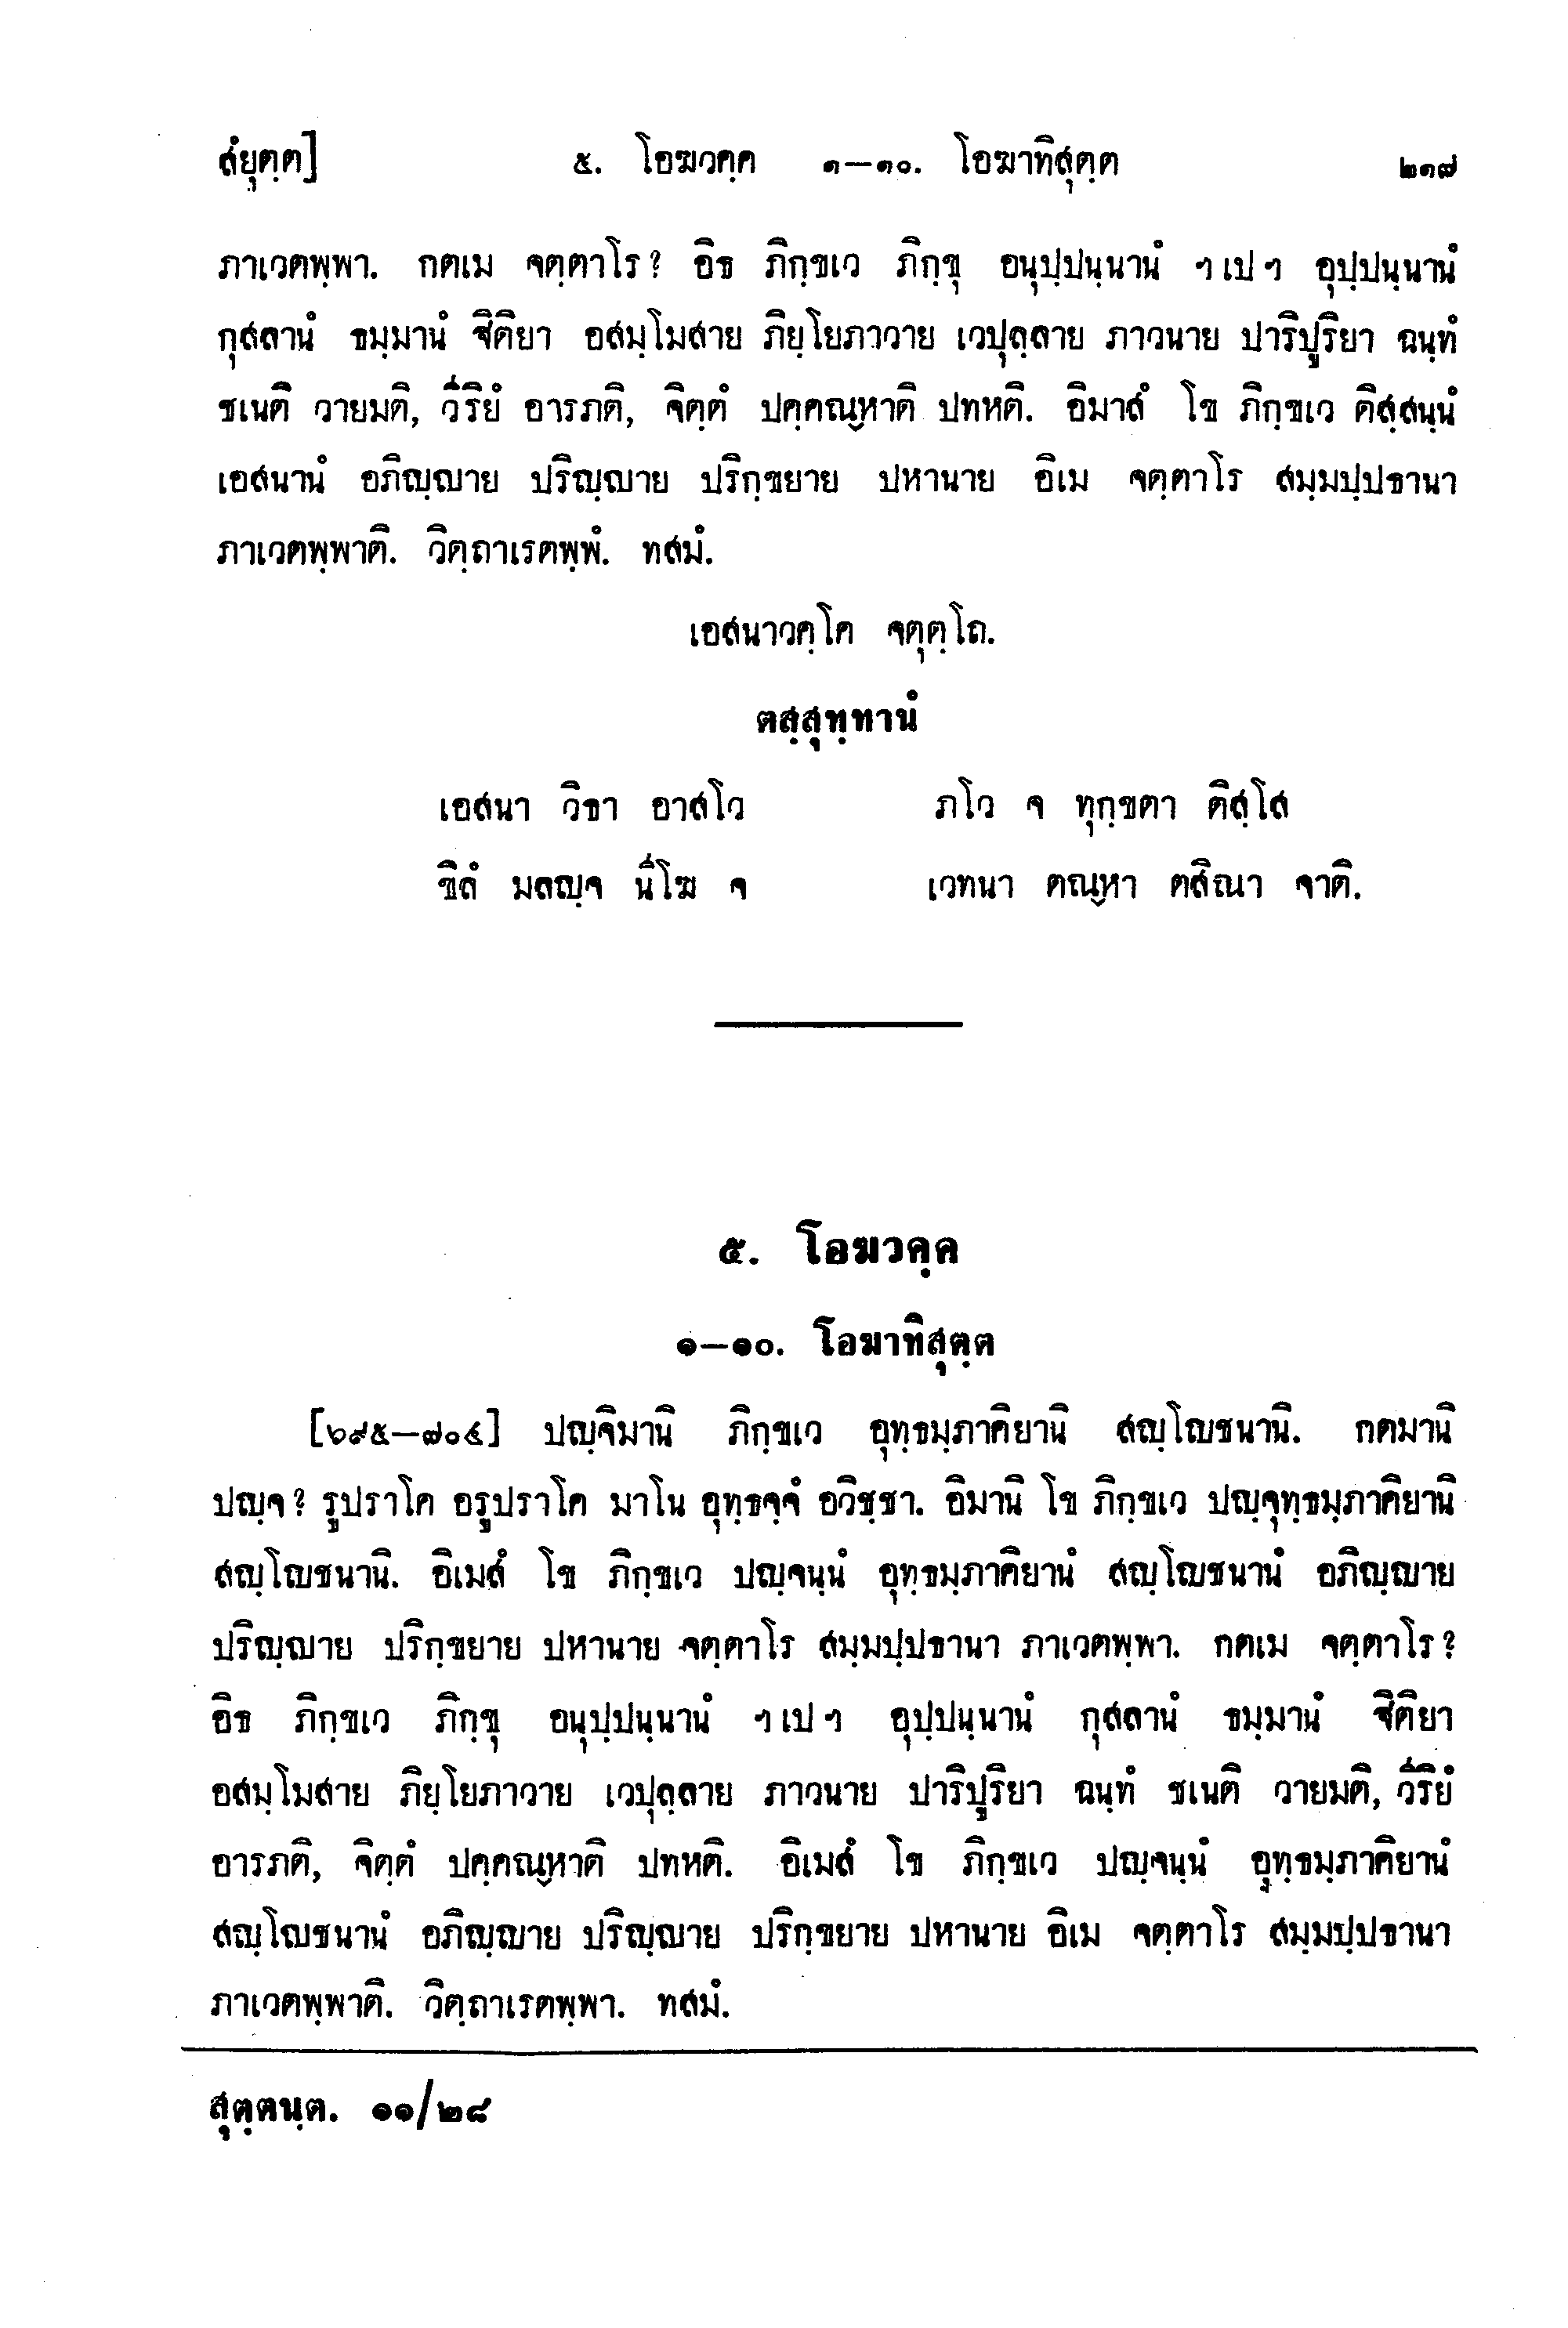 สํยุตฺต] ๕. โอฆวคฺค ๑–๑๐. โอฆาทิสุตฺต ๒๑๗
ภาเวตพฺพา. กตเม จตฺตาโร? อิธ ภิกฺขเว ภิกฺขุ อนุปฺปนฺนานํ ฯ เป ฯ อุปฺปนฺนานํ
กุสลานํ ธมฺมานํ ฐิติยา อสมฺโมสาย ภิยฺโยภาวาย เวปุลฺลาย ภาวนาย ปาริปูริยา ฉนฺทํ
ชเนติ วายมติ, วีริยํ อารภติ, จิตฺตํ ปคฺคณฺหาติ ปทหติ. อิมาสํ โข ภิกฺขเว ติสฺสนฺนํ
เอสนานํ อภิญฺญาย ปริญฺญาย ปริกฺขยาย ปหานาย อิเม จตฺตาโร สมฺมปฺปธานา
ภาเวตพฺพาติ. วิตฺถาเรตพฺพํ. ทสมํ.
เอสนาวคฺโค จตุตฺโถ.
ตสฺสุทฺทานํ
เอสนา วิธา อาสโว ภโว จ ทุกฺขตา ติสฺโส
ขิลํ มลญฺจ นีโฆ จ เวทนา ตณฺหา ตสิณา จาติ.
๕. โอฆวคฺค
๑–๑๐. โอฆาทิสุตฺต
[๖๙๕–๗๐๔] ปญฺจิมานิ ภิกฺขเว อุทฺธมฺภาคิยานิ สญฺโญชนานิ. กตมานิ
ปญฺจ? รูปราโค อรูปราโค มาโน อุทฺธจฺจํ อวิชฺชา. อิมานิ โข ภิกฺขเว ปญฺจุทฺธมฺภาคิยานิ
สญฺโญชนานิ. อิเมสํ โข ภิกฺขเว ปญฺจนฺนํ อุทฺธมฺภาคิยานํ สญฺโญชนานํ อภิญฺญาย
ปริญฺญาย ปริกฺขยาย ปหานาย จตฺตาโร สมฺมปฺปธานา ภาเวตพฺพา. กตเม จตฺตาโร?
อิธ ภิกฺขเว ภิกฺขุ อนุปฺปนฺนานํ ฯ เป ฯ อุปฺปนฺนานํ กุสลานํ ธมฺมานํ ฐิติยา
อสมฺโมสาย ภิยฺโยภาวาย เวปุลฺลาย ภาวนาย ปาริปูริยา ฉนฺทํ ชเนติ วายมติ, วีริยํ
อารภติ, จิตฺตํ ปคฺคณฺหาติ ปทหติ. อิเมสํ โข ภิกฺขเว ปญฺจนฺนํ อุทฺธมฺภาคิยานํ
สญฺโญชนานํ อภิญฺญาย ปริญฺญาย ปริกฺขยาย ปหานาย อิเม จตฺตาโร สมฺมปฺปธานา
ภาเวตพฺพาติ. วิตฺถาเรตพฺพา. ทสมํ.
สุตฺตนฺต. ๑๑/๒๘